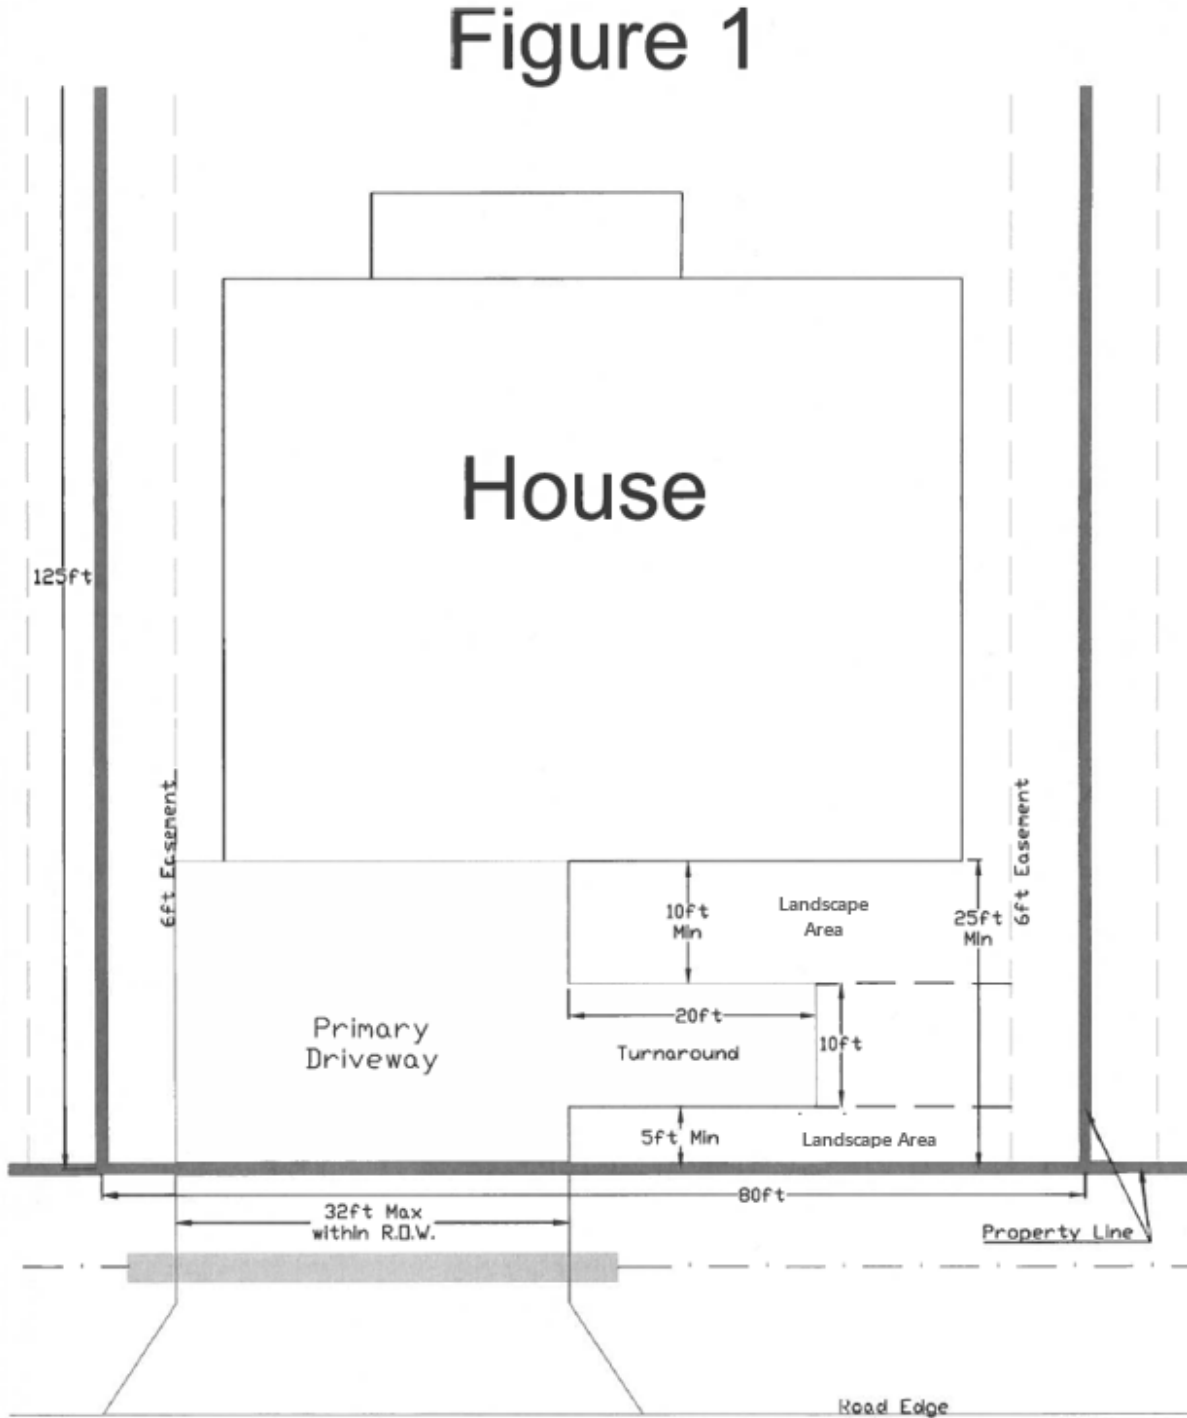 Figure 1
House
125ft
6ft Easement
6ft Easement
10ft
Min
Landscape
Area
25ft
Min
20ft
10ft
Primary
Driveway
Turnaround
5ft Min
Landscape Area
80ft
32ft Max
within R.O.W.
Property Line
Road Edge